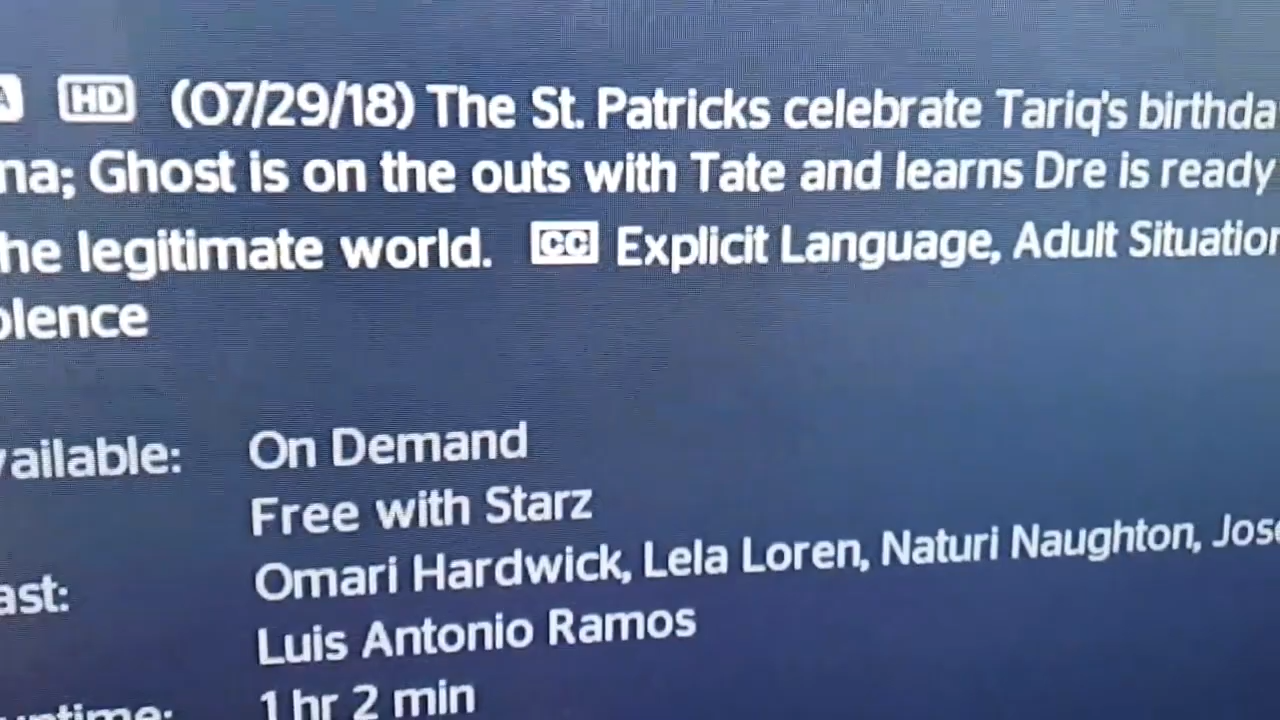 HD (07/29/18) The St. Patricks celebrate Tariq's
Ghost is on the outs with Tate and learns Dre is ready
legitimate world. CC Explicit Language, Adult
On Demand
Free with Starz
Omari Hardwick, Lela Loren, Naturi Naughton,
Luis Antonio Ramos
1 hr 2 min